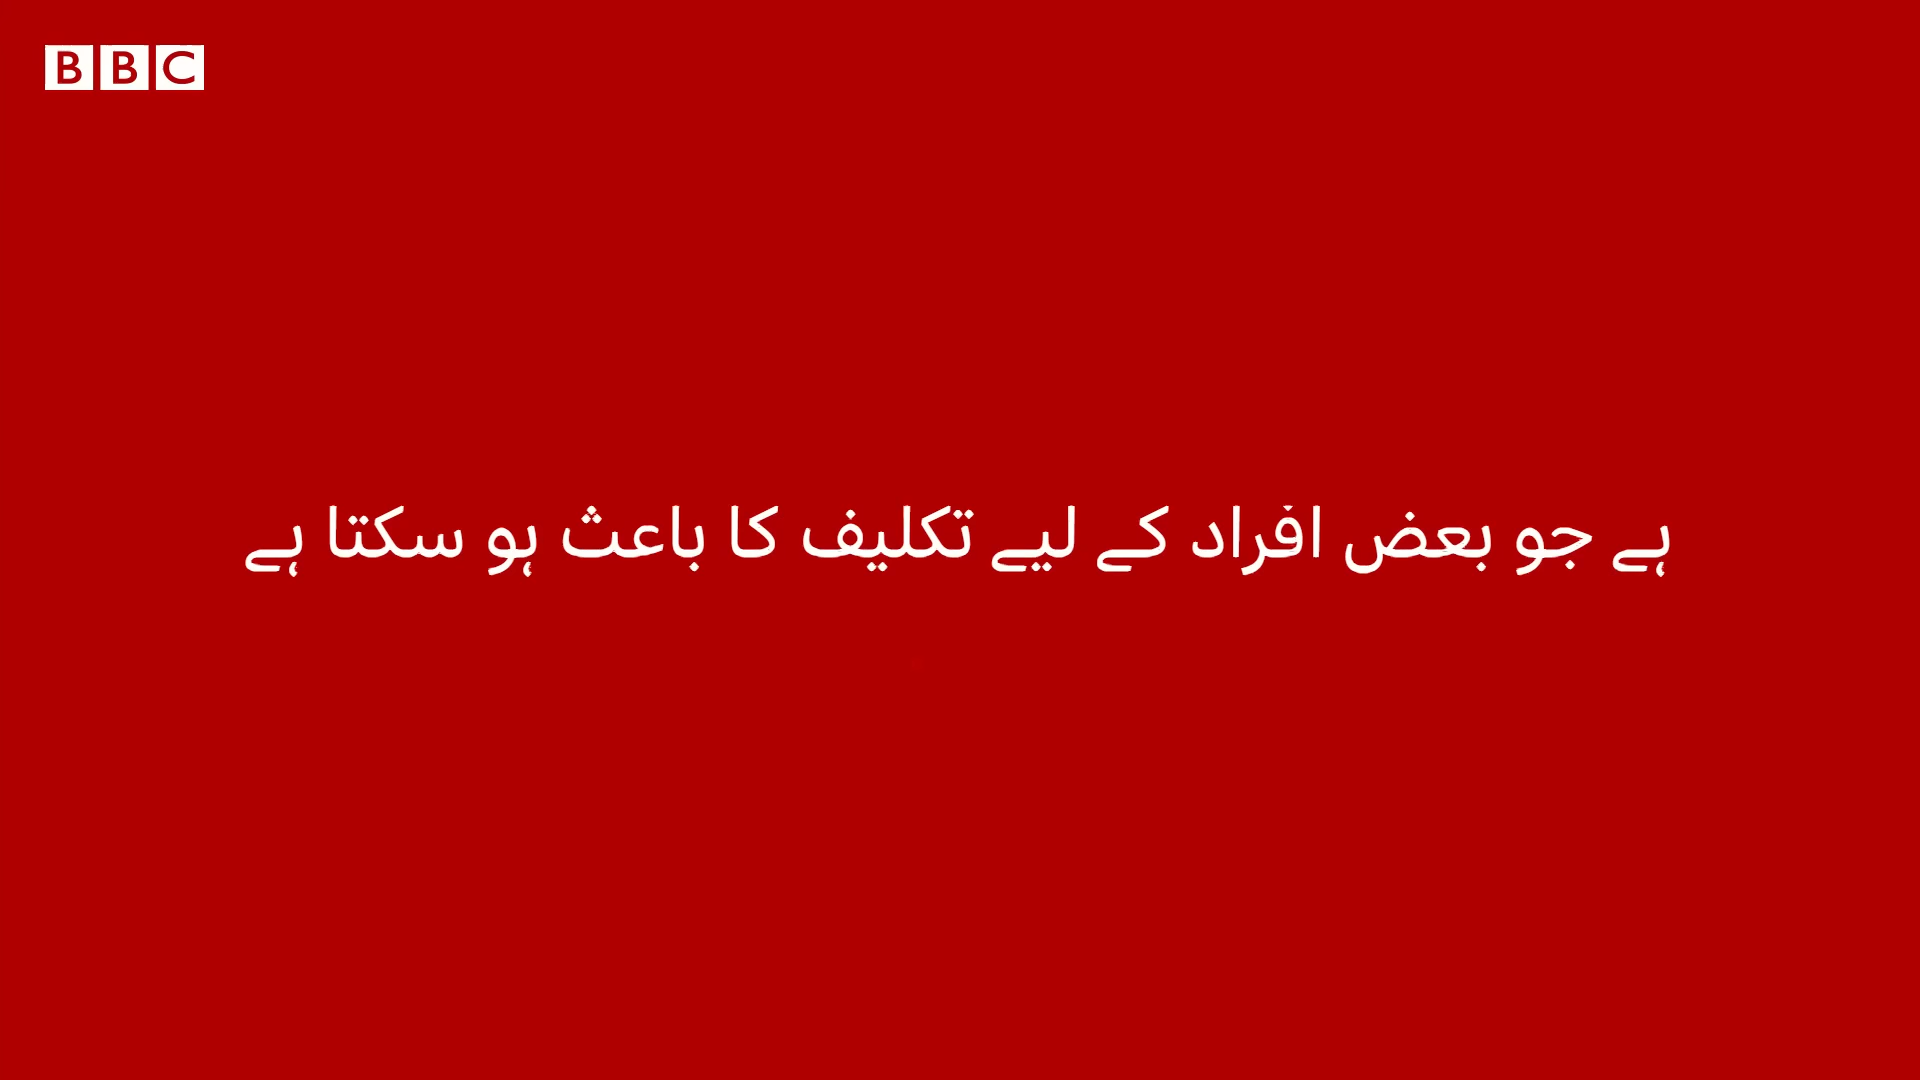 BBC
ہے جو بعض افراد کے لیے تکلیف کا باعث ہو سکتا ہے